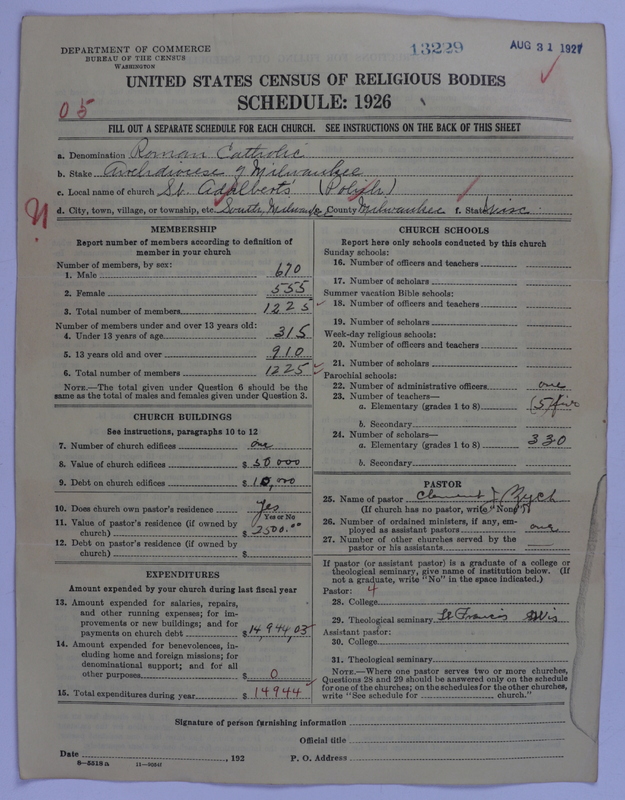 DEPARTMENT OF COMMERCE
BUREAU OF THE CENSUS
WASHINGTON
13229
AUG 31 1927
UNITED STATES CENSUS OF RELIGIOUS BODIES
SCHEDULE: 1926
05
FILL OUT A SEPARATE SCHEDULE FOR EACH CHURCH. SEE INSTRUCTIONS ON THE BACK OF THIS SHEET
a. Denomination Roman Catholic
b. Stake Archdiocese of Milwaukee
c. Local name of church St. Adalberts (Polish)
d. City, town, village, or township, etc. South Milwaukee County Milwaukee f. State Wisc.
MEMBERSHIP
Report number of members according to definition of
member in your church
Number of members, by sex:
1. Male 670
2. Female 555
3. Total number of members 1225
Number of members under and over 13 years old:
4. Under 13 years of age 315
5. 13 years old and over 910
6. Total number of members 1225
NOTE.—The total given under Question 6 should be the
same as the total of males and females given under Question 3.
CHURCH BUILDINGS
See instructions, paragraphs 10 to 12
7. Number of church edifices one
8. Value of church edifices $ 50 000
9. Debt on church edifices $ 10,000
10. Does church own pastor's residence? Yes
Yes or No
11. Value of pastor's residence (if owned by
church) $ 3500.00
12. Debt on pastor's residence (if owned by
church) $
EXPENDITURES
Amount expended by church during last fiscal year
13. Amount expended for salaries, repairs,
and other running expenses; for im-
provements or new buildings; and for
payments on church debt $ 14,944,03
14. Amount expended for benevolences, in-
cluding home and foreign missions; for
denominational support; and for all
other purposes $ 0
15. Total expenditures during year $ 14944
CHURCH SCHOOLS
Report here only schools conducted by this church
Sunday schools:
16. Number of officers and teachers
17. Number of scholars
Summer vacation Bible schools:
18. Number of officers and teachers
19. Number of scholars
Week-day religious schools:
20. Number of officers and teachers
21. Number of scholars
Parochial schools:
22. Number of administrative officers one
23. Number of teachers—
a. Elementary (grades 1 to 8) (5) five
b. Secondary
24. Number of scholars—
a. Elementary (grades 1 to 8) 330
b. Secondary
PASTOR
25. Name of pastor Clement J Zych
(If church has no pastor, write "None")
26. Number of ordained ministers, if any, em-
ployed as assistant pastors one
27. Number of other churches served by the
pastor or his assistants
If pastor (or assistant pastor) is a graduate of a college or
theological seminary, give name of institution below. (If
not a graduate, write "No" in the space indicated.)
Pastor: 4
28. College
29. Theological seminary St Francis Wis
Assistant pastor:
30. College
31. Theological seminary
NOTE.—Where one pastor serves two or more churches,
Questions 28 and 29 should be answered only on the schedule
for one of the churches; on the schedules for the other churches,
write "See schedule for church."
Signature of person furnishing information
Official title
Date , 192 P. O. Address
8-5518a